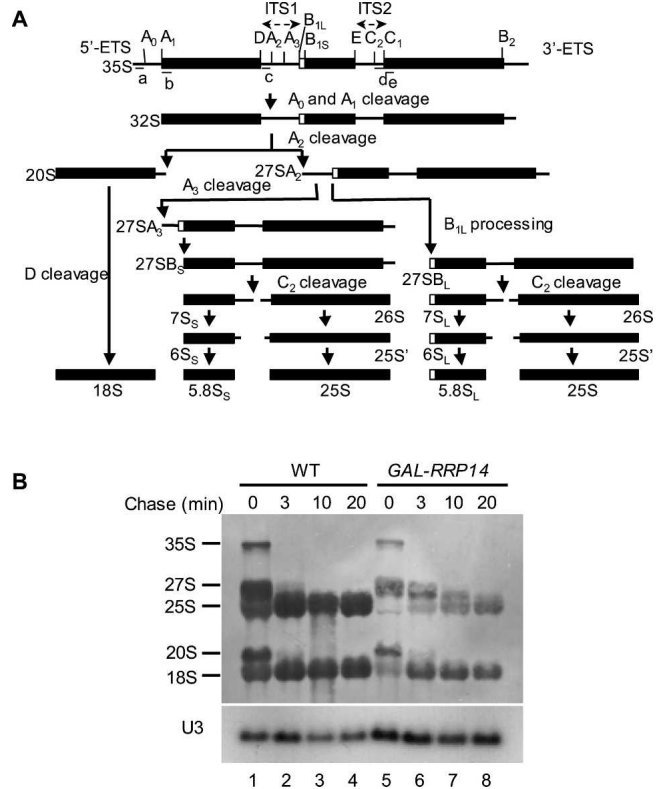 A
ITS1 ITS2
B1L
5'-ETS A0 A1 D A2 A3 B1S E C2 C1 B2 3'-ETS
35S
a b c d e
A0 and A1 cleavage
32S
A2 cleavage
20S 27SA2
A3 cleavage
27SA3 B1L processing
D cleavage 27SBS 27SBL
C2 cleavage C2 cleavage
7SS 26S 7SL 26S
6SS 25S' 6SL 25S'
18S 5.8SS 25S 5.8SL 25S
B
WT GAL-RRP14
Chase (min) 0 3 10 20 0 3 10 20
35S
27S
25S
20S
18S
U3
1 2 3 4 5 6 7 8